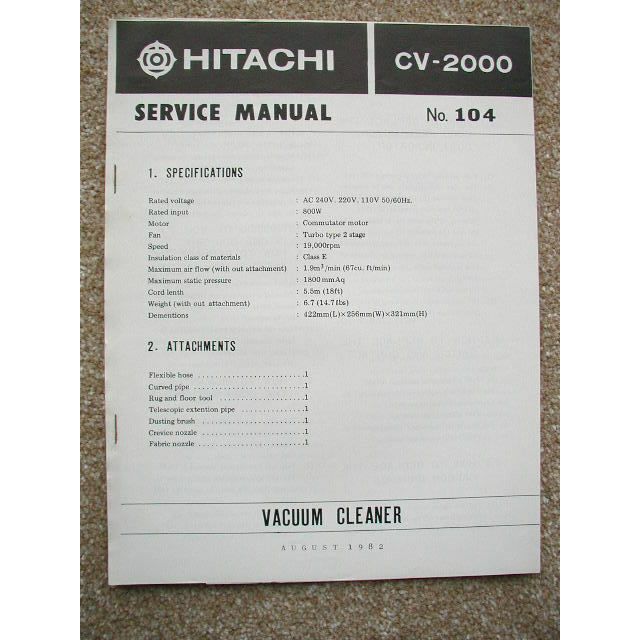 HITACHI CV-2000
SERVICE MANUAL No. 104
1. SPECIFICATIONS
Rated voltage : AC 240V, 220V, 110V 50/60Hz.
Rated input : 800W
Motor : Commutator motor
Fan : Turbo type 2 stage
Speed : 19,000rpm
Insulation class of materials : Class E
Maximum air flow (with out attachment) : 1.9m³/min (67cu. ft/min)
Maximum static pressure : 1800mmAq
Cord lenth : 5.5m (18ft)
Weight (with out attachment) : 6.7 (14.7lbs)
Dementions : 422mm(L)×256mm(W)×321mm(H)
2. ATTACHMENTS
Flexible hose ........................1
Curved pipe ........................1
Rug and floor tool ....................1
Telescopic extention pipe ..............1
Dusting brush ......................1
Crevice nozzle ......................1
Fabric nozzle .......................1
VACUUM CLEANER
AUGUST 1982